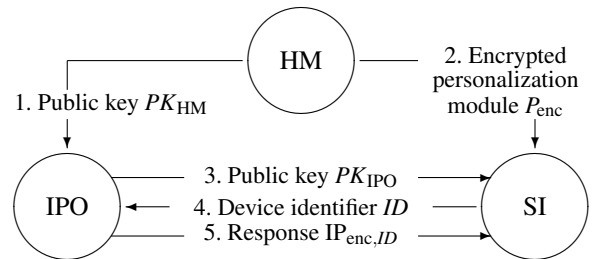 HM
2. Encrypted
personalization
module P_enc
1. Public key PK_HM
IPO
SI
3. Public key PK_IPO
4. Device identifier ID
5. Response IP_enc,ID